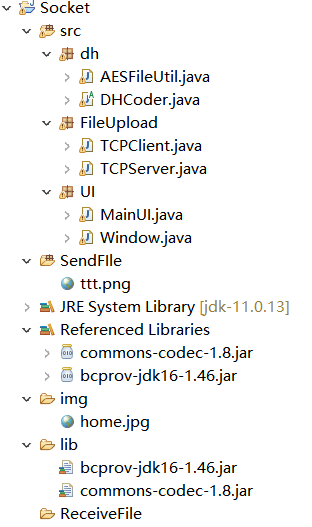 Socket
src
dh
AESFileUtil.java
DHCoder.java
FileUpload
TCPClient.java
TCPServer.java
UI
MainUI.java
Window.java
SendFIle
ttt.png
JRE System Library [jdk-11.0.13]
Referenced Libraries
commons-codec-1.8.jar
bcprov-jdk16-1.46.jar
img
home.jpg
lib
bcprov-jdk16-1.46.jar
commons-codec-1.8.jar
ReceiveFile